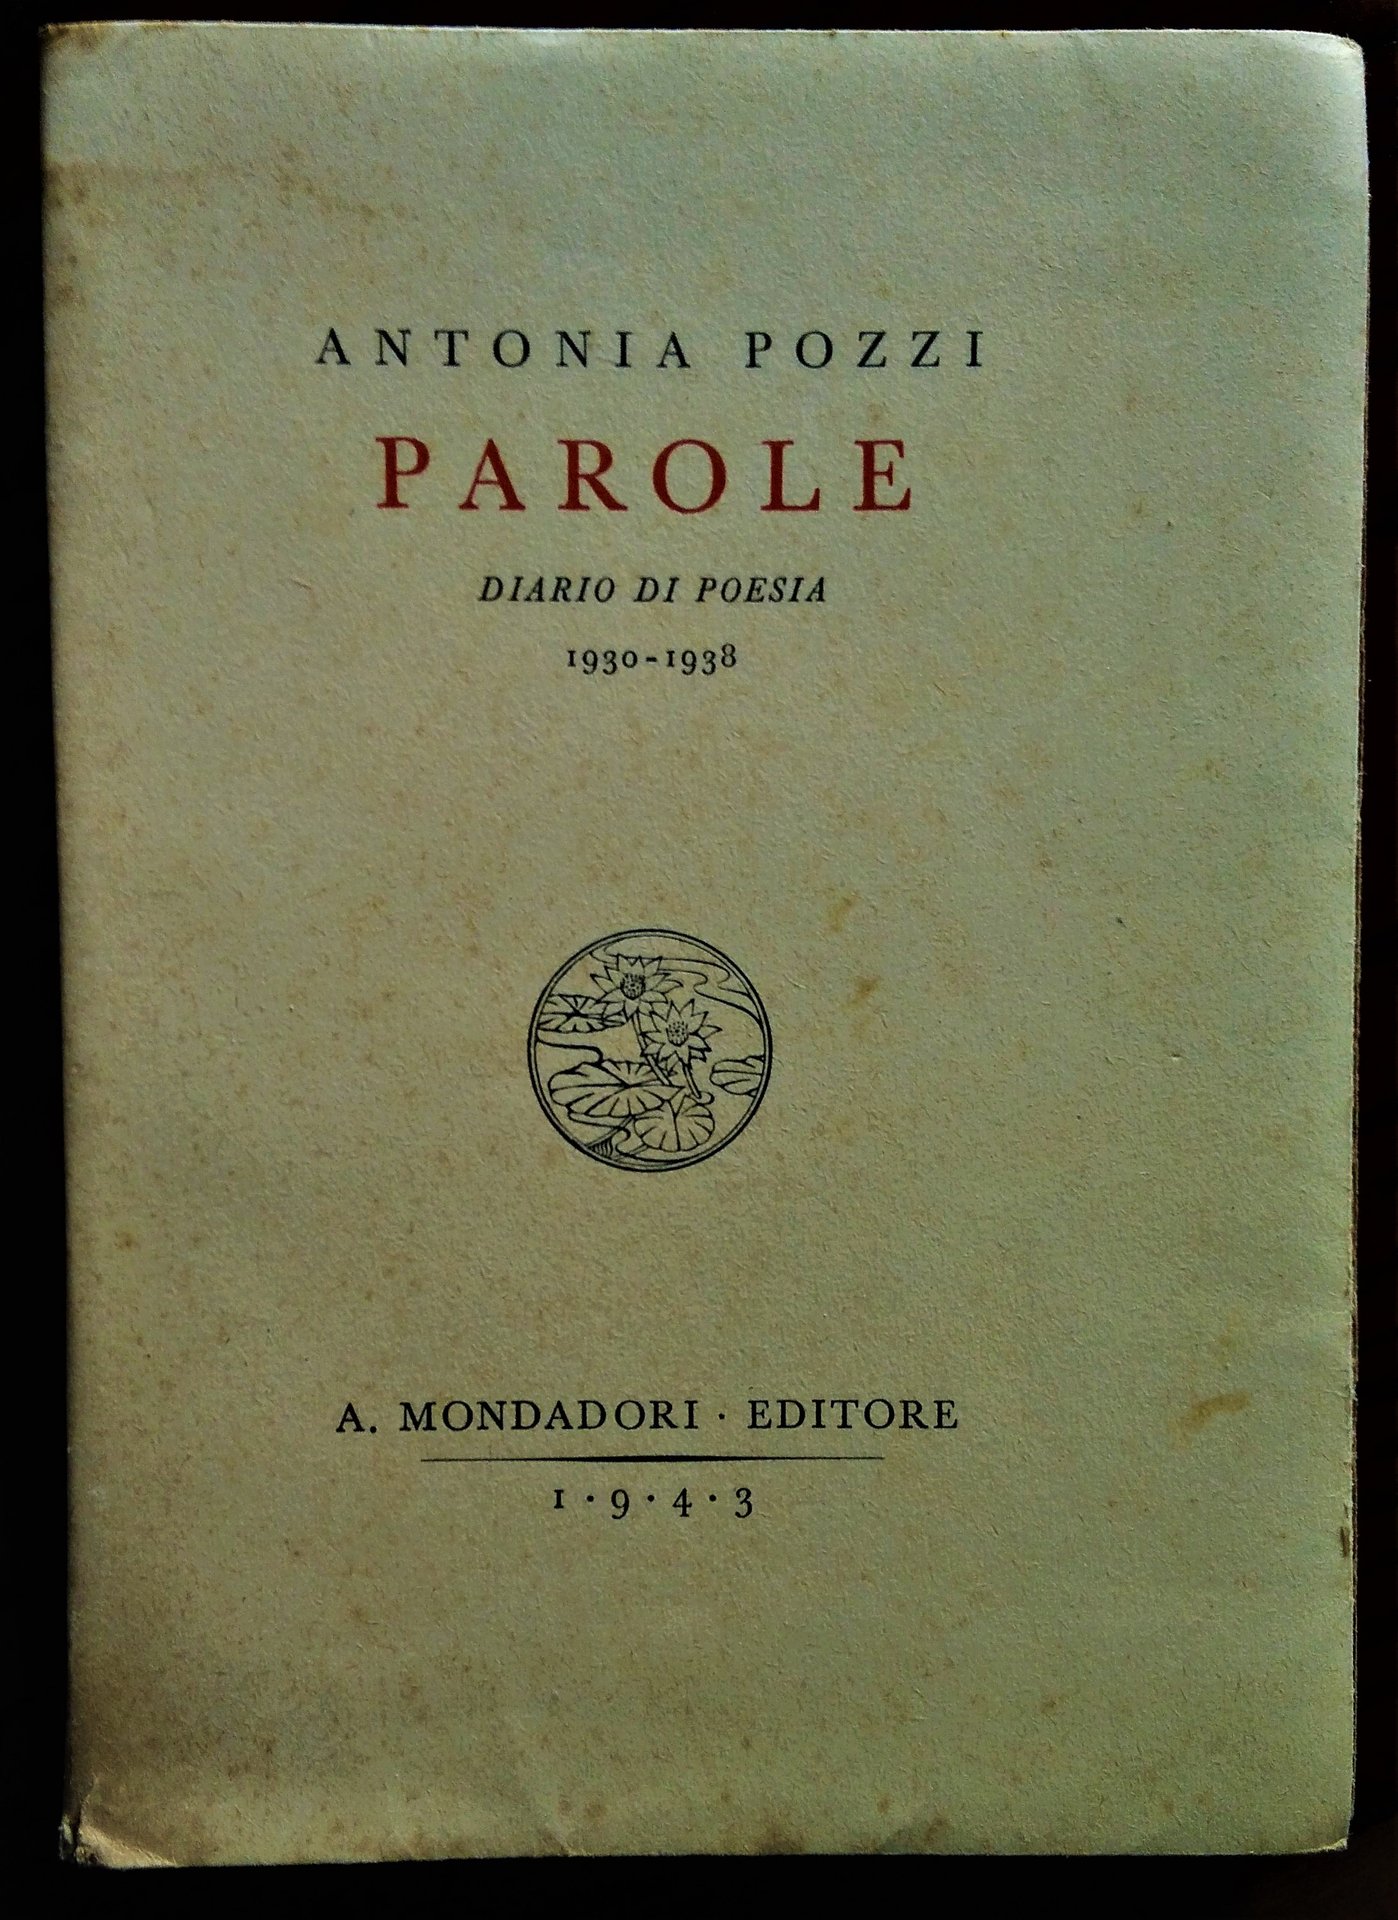 ANTONIA POZZI
PAROLE
DIARIO DI POESIA
1930-1938
A. MONDADORI · EDITORE
1·9·4·3